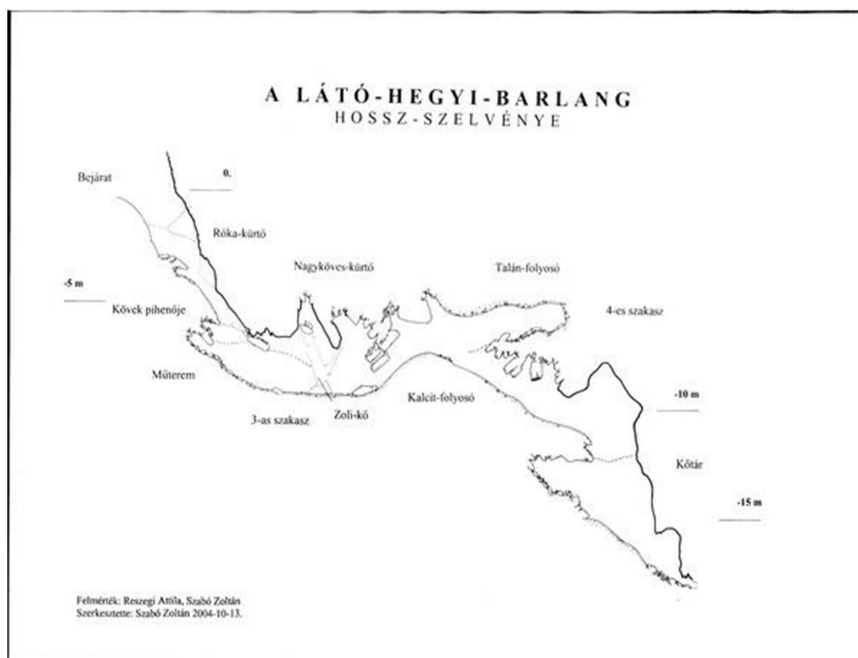 A LÁTÓ-HEGYI-BARLANG
HOSSZ-SZELVÉNYE
Bejárat
0.
Róka-kürtő
Nagyköves-kürtő
Talán-folyosó
-5 m
Kövek pihenője
4-es szakasz
Műterem
Kalcit-folyosó
-10 m
3-as szakasz
Zoli-kő
Kőtár
-15 m
Felmérték: Reszegi Attila, Szabó Zoltán
Szerkesztette: Szabó Zoltán 2004-10-13.